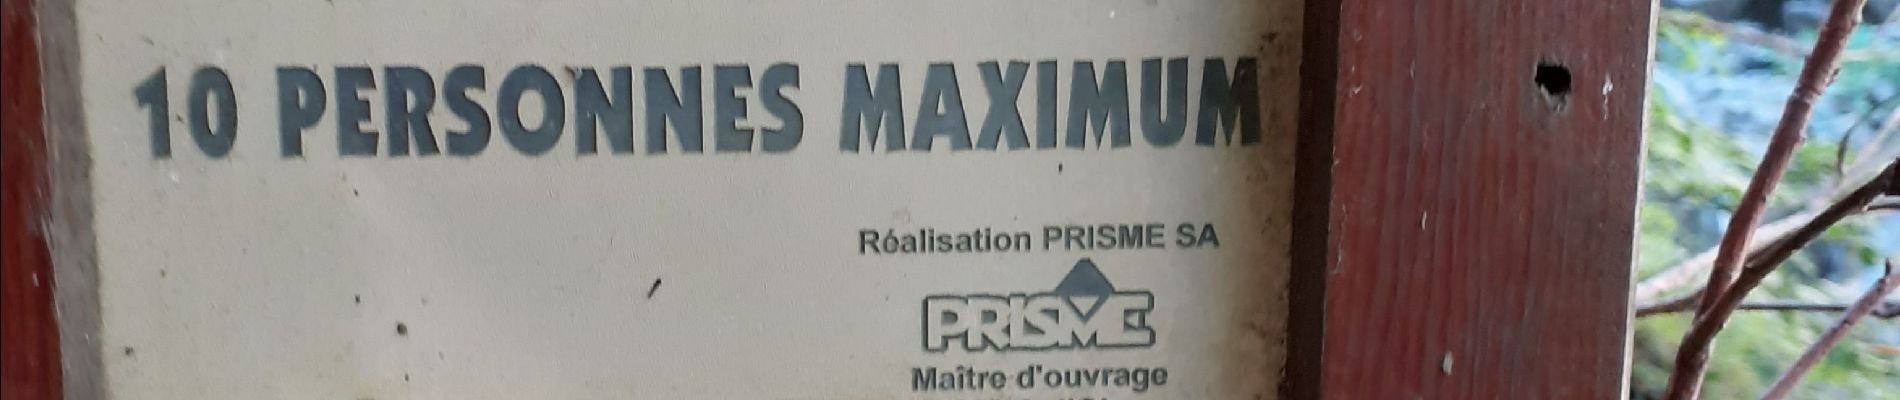 10 PERSONNES MAXIMUM
Réalisation PRISME SA
PRISME
Maître d'ouvrage